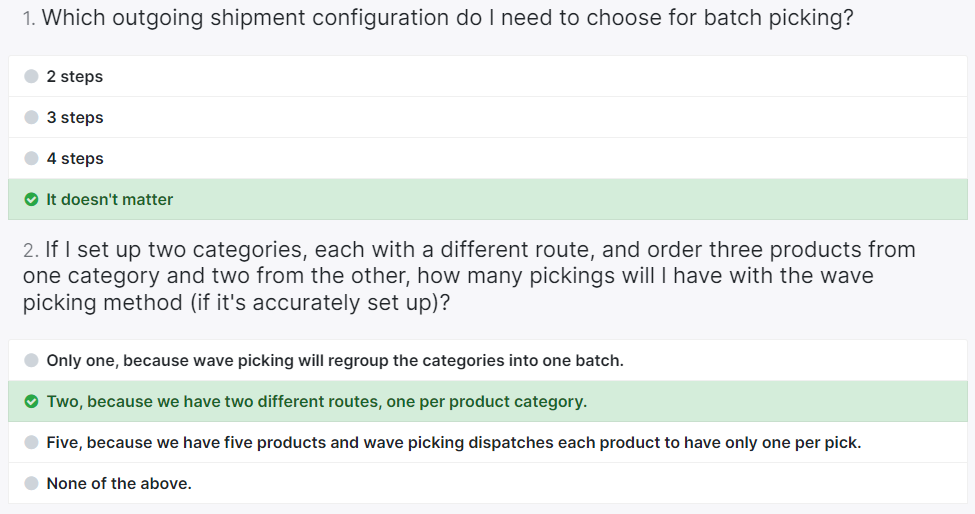 1. Which outgoing shipment configuration do I need to choose for batch picking?
2 steps
3 steps
4 steps
It doesn't matter
2. If I set up two categories, each with a different route, and order three products from
one category and two from the other, how many pickings will I have with the wave
picking method (if it's accurately set up)?
Only one, because wave picking will regroup the categories into one batch.
Two, because we have two different routes, one per product category.
Five, because we have five products and wave picking dispatches each product to have only one per pick.
None of the above.